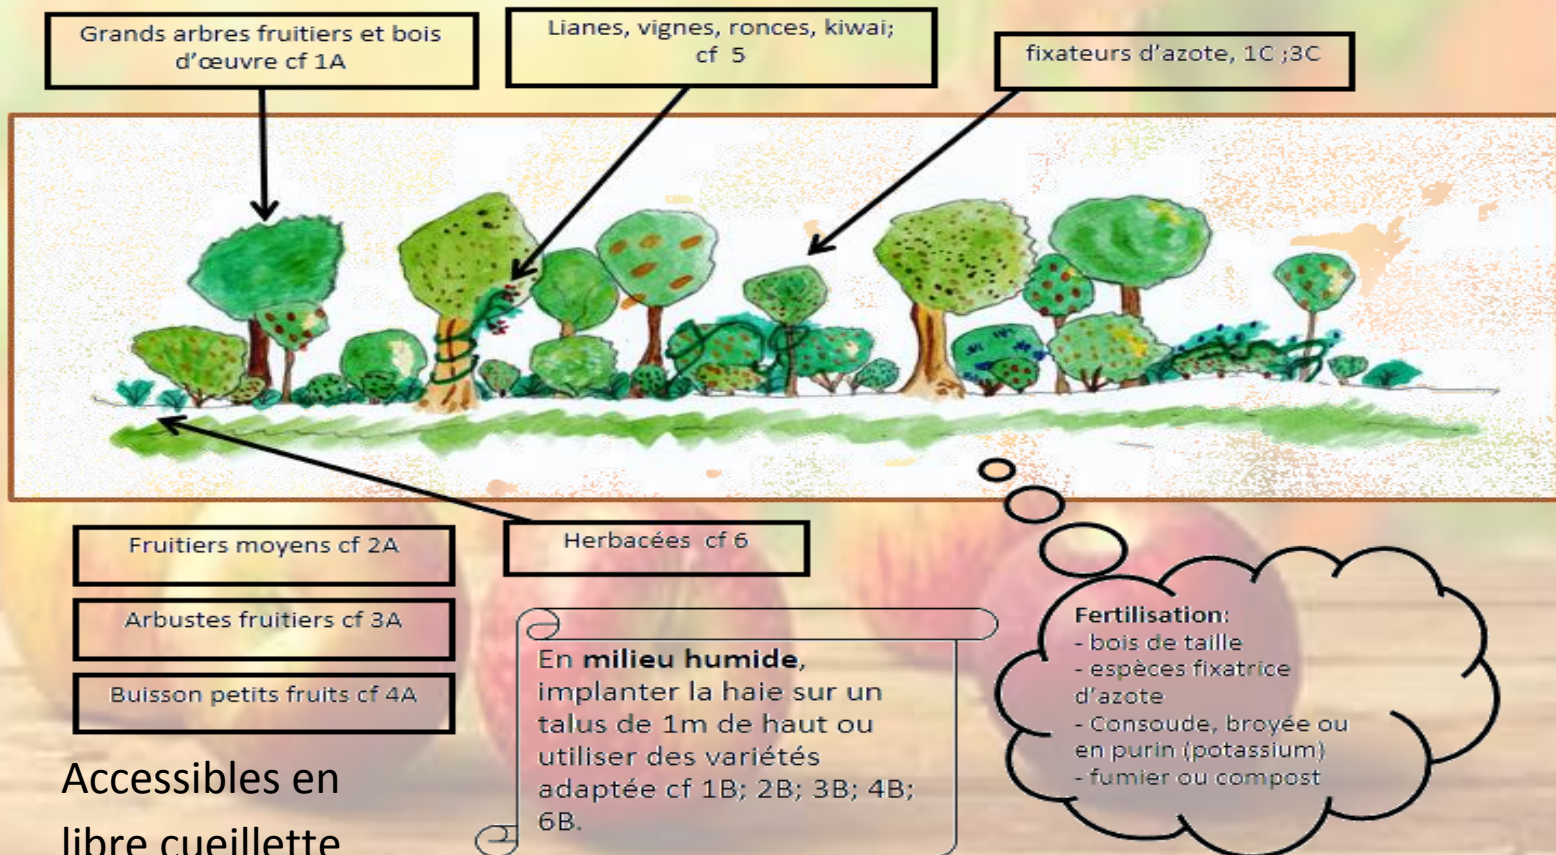 Grands arbres fruitiers et bois
d'œuvre cf 1A
Lianes, vignes, ronces, kiwai;
cf 5
fixateurs d'azote, 1C ;3C
Fruitiers moyens cf 2A
Arbustes fruitiers cf 3A
Buisson petits fruits cf 4A
Accessibles en
libre cueillette
Herbacées cf 6
En milieu humide,
implanter la haie sur un
talus de 1m de haut ou
utiliser des variétés
adaptée cf 1B; 2B; 3B; 4B;
6B.
Fertilisation:
- bois de taille
- espèces fixatrice
d'azote
- Consoude, broyée ou
en purin (potassium)
- fumier ou compost